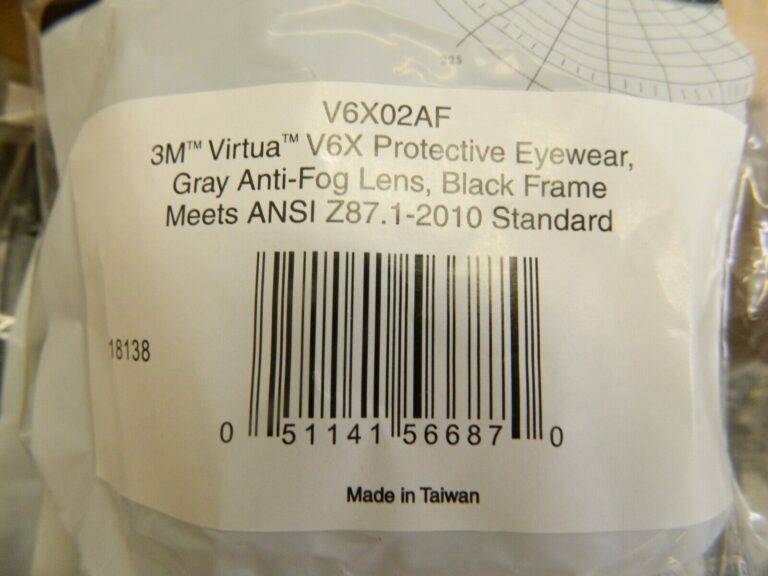 225
V6X02AF
3M™ Virtua™ V6X Protective Eyewear,
Gray Anti-Fog Lens, Black Frame
Meets ANSI Z87.1-2010 Standard
18138
0 51141 56687 0
Made in Taiwan